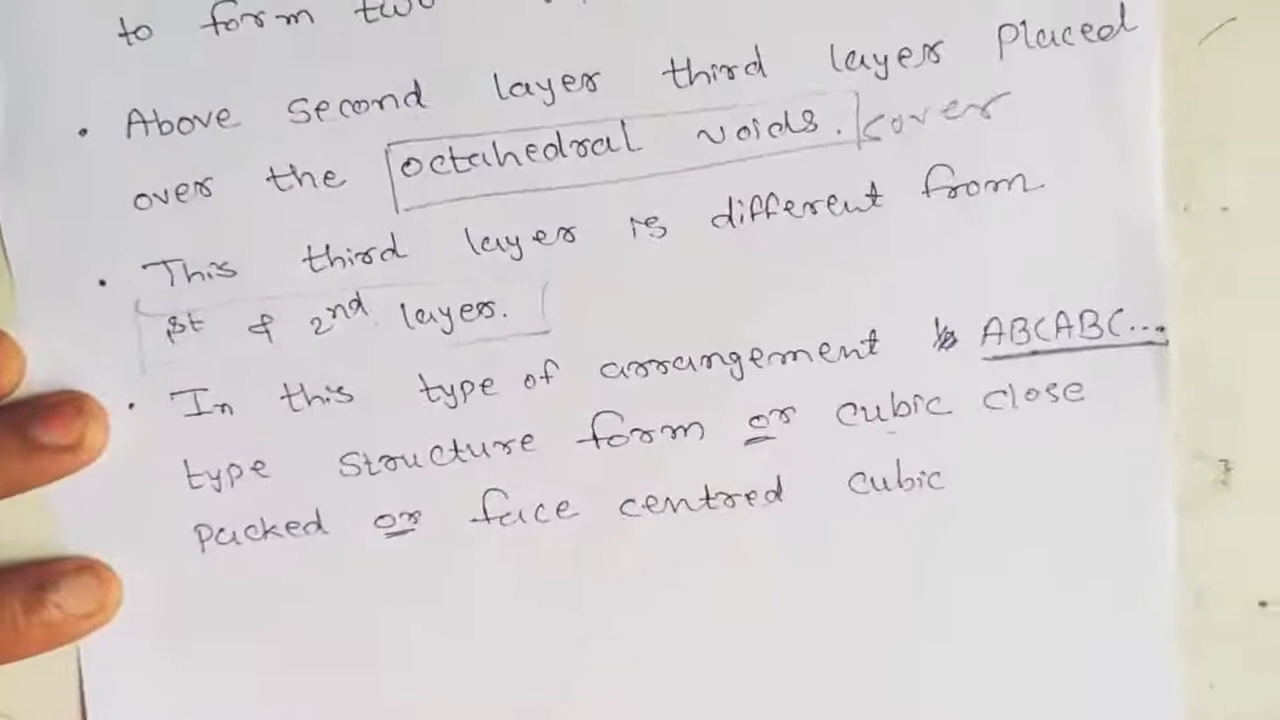 to form two
• Above second layer third layer Placed
over the octahedral voids. cover
• This third layer is different from
1st & 2nd layers.
• In this type of arrangement ABCABC...
type structure form or cubic close
packed or face centred cubic